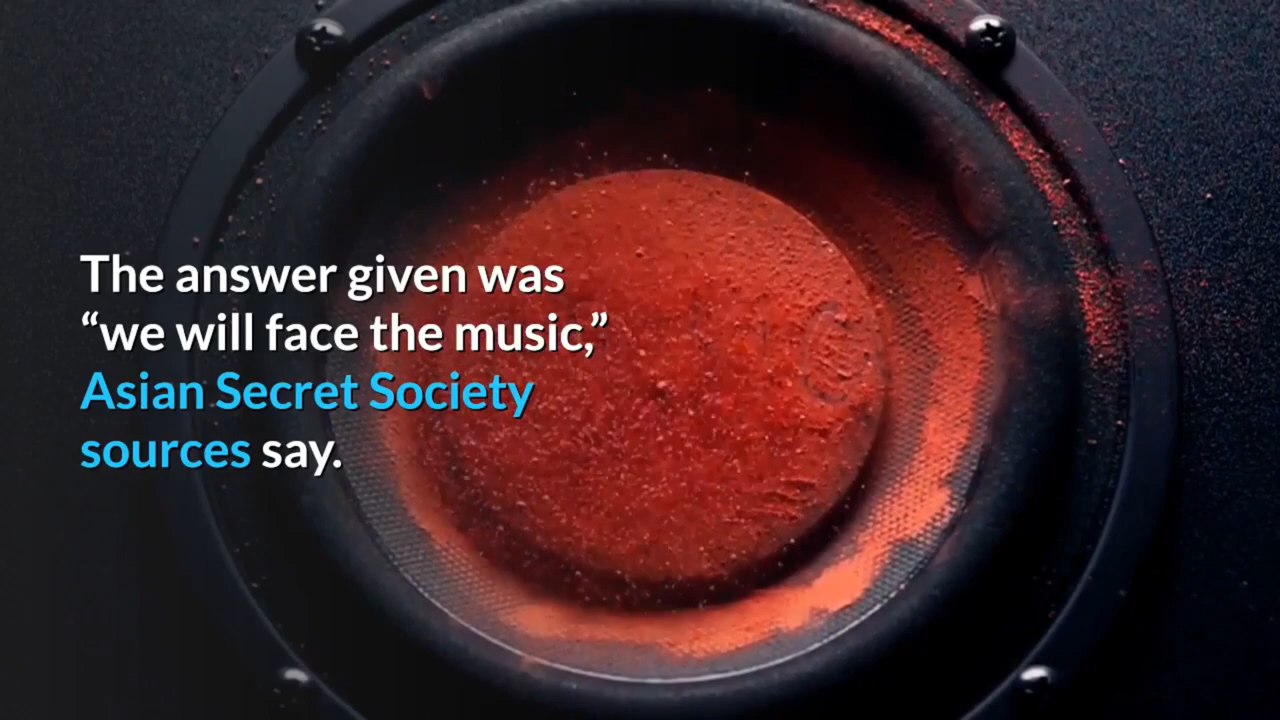 The answer given was
“we will face the music,”
Asian Secret Society
sources say.